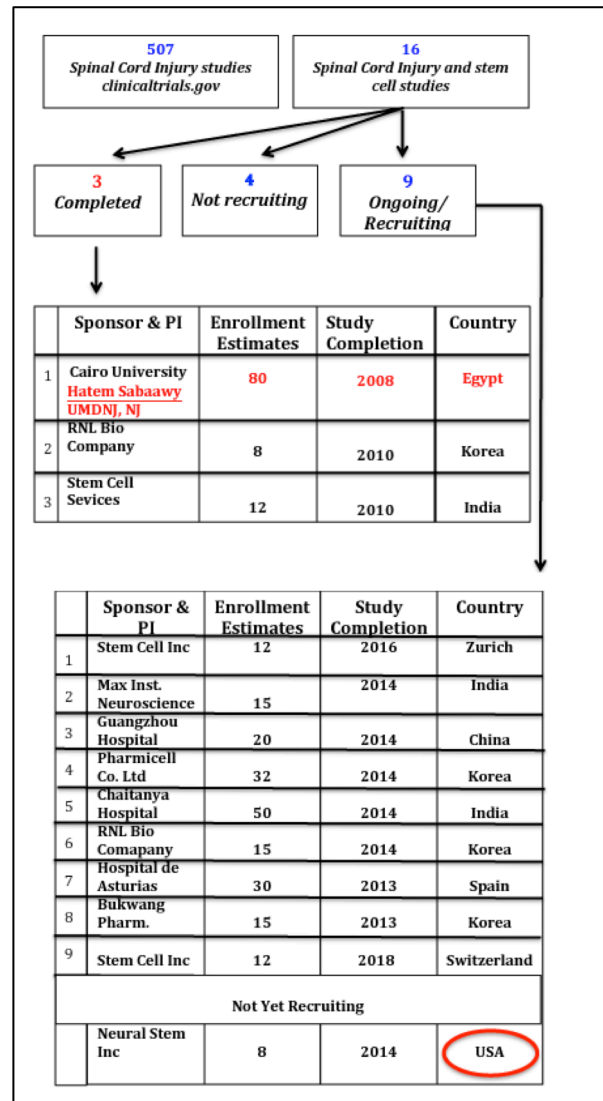 507
Spinal Cord Injury studies
clinicaltrials.gov
16
Spinal Cord Injury and stem
cell studies
3
Completed
4
Not recruiting
9
Ongoing/
Recruiting
Sponsor & PI Enrollment Estimates Study Completion Country
1 Cairo University 80 2008 Egypt
Hatem Sabaawy
UMDNJ, NJ
2 RNL Bio Company 8 2010 Korea
3 Stem Cell Sevices 12 2010 India
Sponsor & PI Enrollment Estimates Study Completion Country
1 Stem Cell Inc 12 2016 Zurich
2 Max Inst. Neuroscience 15 2014 India
3 Guangzhou Hospital 20 2014 China
4 Pharmicell Co. Ltd 32 2014 Korea
5 Chaitanya Hospital 50 2014 India
6 RNL Bio Comapany 15 2014 Korea
7 Hospital de Asturias 30 2013 Spain
8 Bukwang Pharm. 15 2013 Korea
9 Stem Cell Inc 12 2018 Switzerland
Not Yet Recruiting
Neural Stem Inc 8 2014 USA